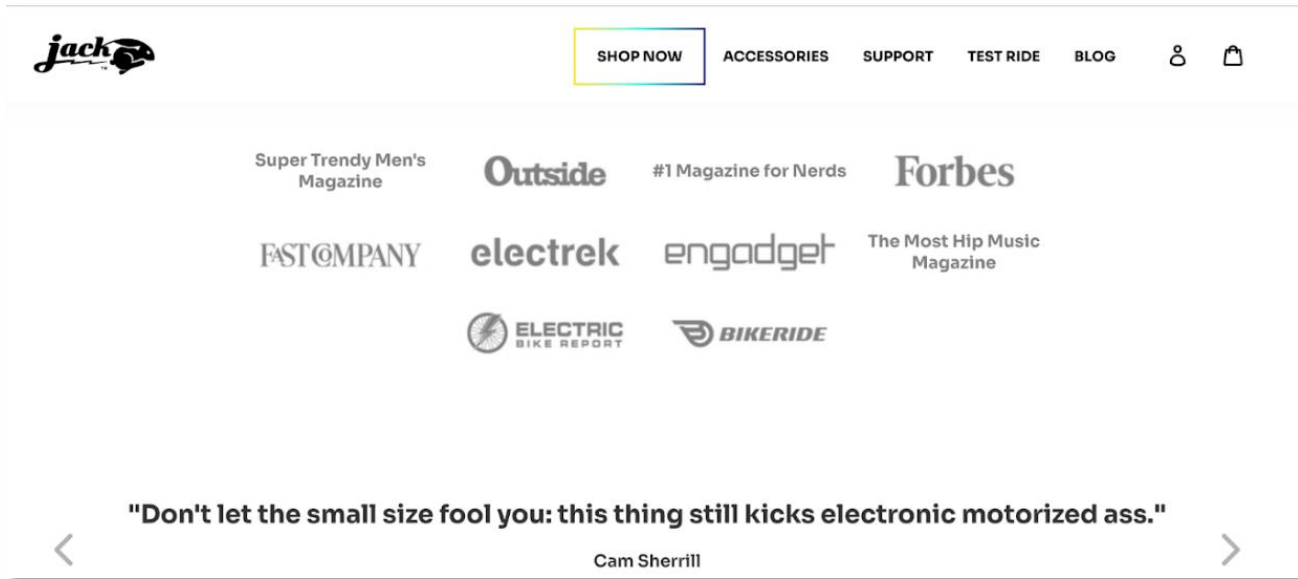 jack
SHOP NOW ACCESSORIES SUPPORT TEST RIDE BLOG
Super Trendy Men's
Magazine
Outside
#1 Magazine for Nerds
Forbes
FAST COMPANY
electrek
engadget
The Most Hip Music
Magazine
ELECTRIC
BIKE REPORT
BIKERIDE
"Don't let the small size fool you: this thing still kicks electronic motorized ass."
Cam Sherrill